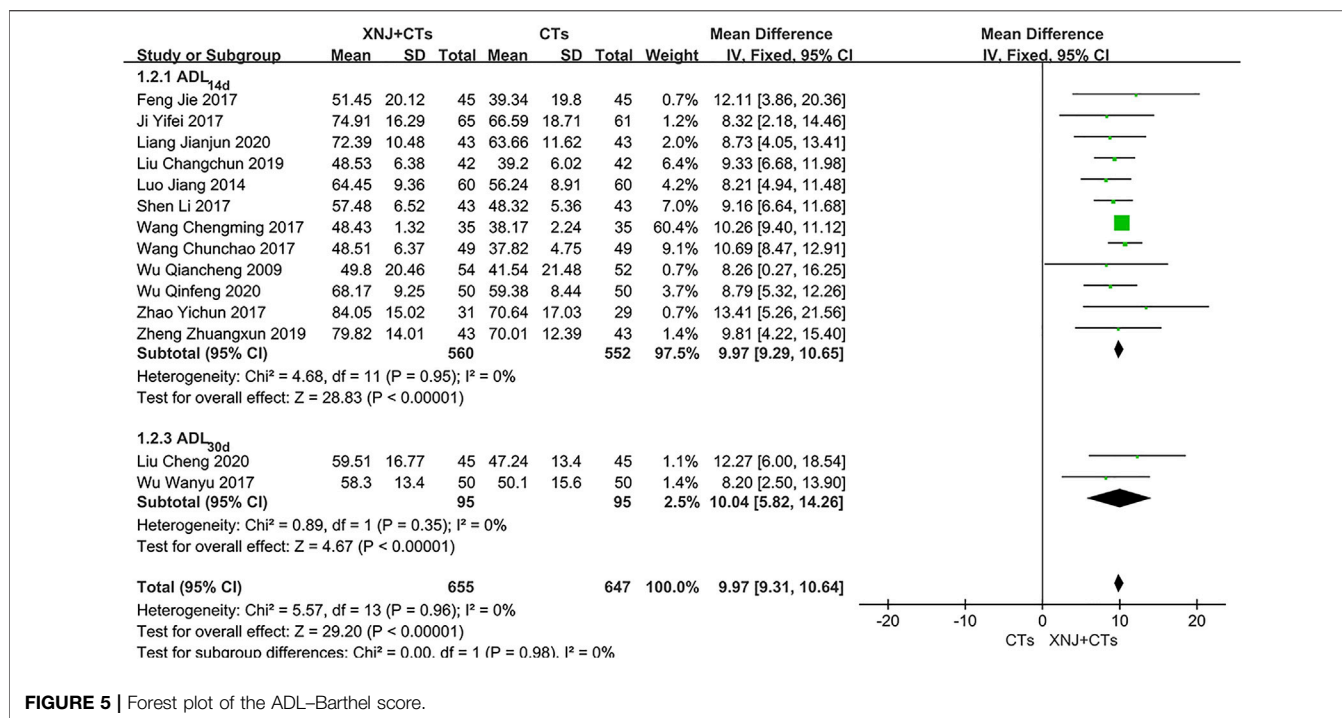 XNJ+CTs CTs Mean Difference Mean Difference
Study or Subgroup Mean SD Total Mean SD Total Weight IV, Fixed, 95% CI IV, Fixed, 95% CI
1.2.1 ADL14d
Feng Jie 2017 51.45 20.12 45 39.34 19.8 45 0.7% 12.11 [3.86, 20.36]
Ji Yifei 2017 74.91 16.29 65 66.59 18.71 61 1.2% 8.32 [2.18, 14.46]
Liang Jianjun 2020 72.39 10.48 43 63.66 11.62 43 2.0% 8.73 [4.05, 13.41]
Liu Changchun 2019 48.53 6.38 42 39.2 6.02 42 6.4% 9.33 [6.68, 11.98]
Luo Jiang 2014 64.45 9.36 60 56.24 8.91 60 4.2% 8.21 [4.94, 11.48]
Shen Li 2017 57.48 6.52 43 48.32 5.36 43 7.0% 9.16 [6.64, 11.68]
Wang Chengming 2017 48.43 1.32 35 38.17 2.24 35 60.4% 10.26 [9.40, 11.12]
Wang Chunchao 2017 48.51 6.37 49 37.82 4.75 49 9.1% 10.69 [8.47, 12.91]
Wu Qiancheng 2009 49.8 20.46 54 41.54 21.48 52 0.7% 8.26 [0.27, 16.25]
Wu Qinfeng 2020 68.17 9.25 50 59.38 8.44 50 3.7% 8.79 [5.32, 12.26]
Zhao Yichun 2017 84.05 15.02 31 70.64 17.03 29 0.7% 13.41 [5.26, 21.56]
Zheng Zhuangxun 2019 79.82 14.01 43 70.01 12.39 43 1.4% 9.81 [4.22, 15.40]
Subtotal (95% CI) 560 552 97.5% 9.97 [9.29, 10.65]
Heterogeneity: Chi² = 4.68, df = 11 (P = 0.95); I² = 0%
Test for overall effect: Z = 28.83 (P < 0.00001)
1.2.3 ADL30d
Liu Cheng 2020 59.51 16.77 45 47.24 13.4 45 1.1% 12.27 [6.00, 18.54]
Wu Wanyu 2017 58.3 13.4 50 50.1 15.6 50 1.4% 8.20 [2.50, 13.90]
Subtotal (95% CI) 95 95 2.5% 10.04 [5.82, 14.26]
Heterogeneity: Chi² = 0.89, df = 1 (P = 0.35); I² = 0%
Test for overall effect: Z = 4.67 (P < 0.00001)
Total (95% CI) 655 647 100.0% 9.97 [9.31, 10.64]
Heterogeneity: Chi² = 5.57, df = 13 (P = 0.96); I² = 0%
Test for overall effect: Z = 29.20 (P < 0.00001)
Test for subgroup differences: Chi² = 0.00, df = 1 (P = 0.98), I² = 0%
-20 -10 0 10 20
CTs XNJ+CTs
FIGURE 5 | Forest plot of the ADL–Barthel score.